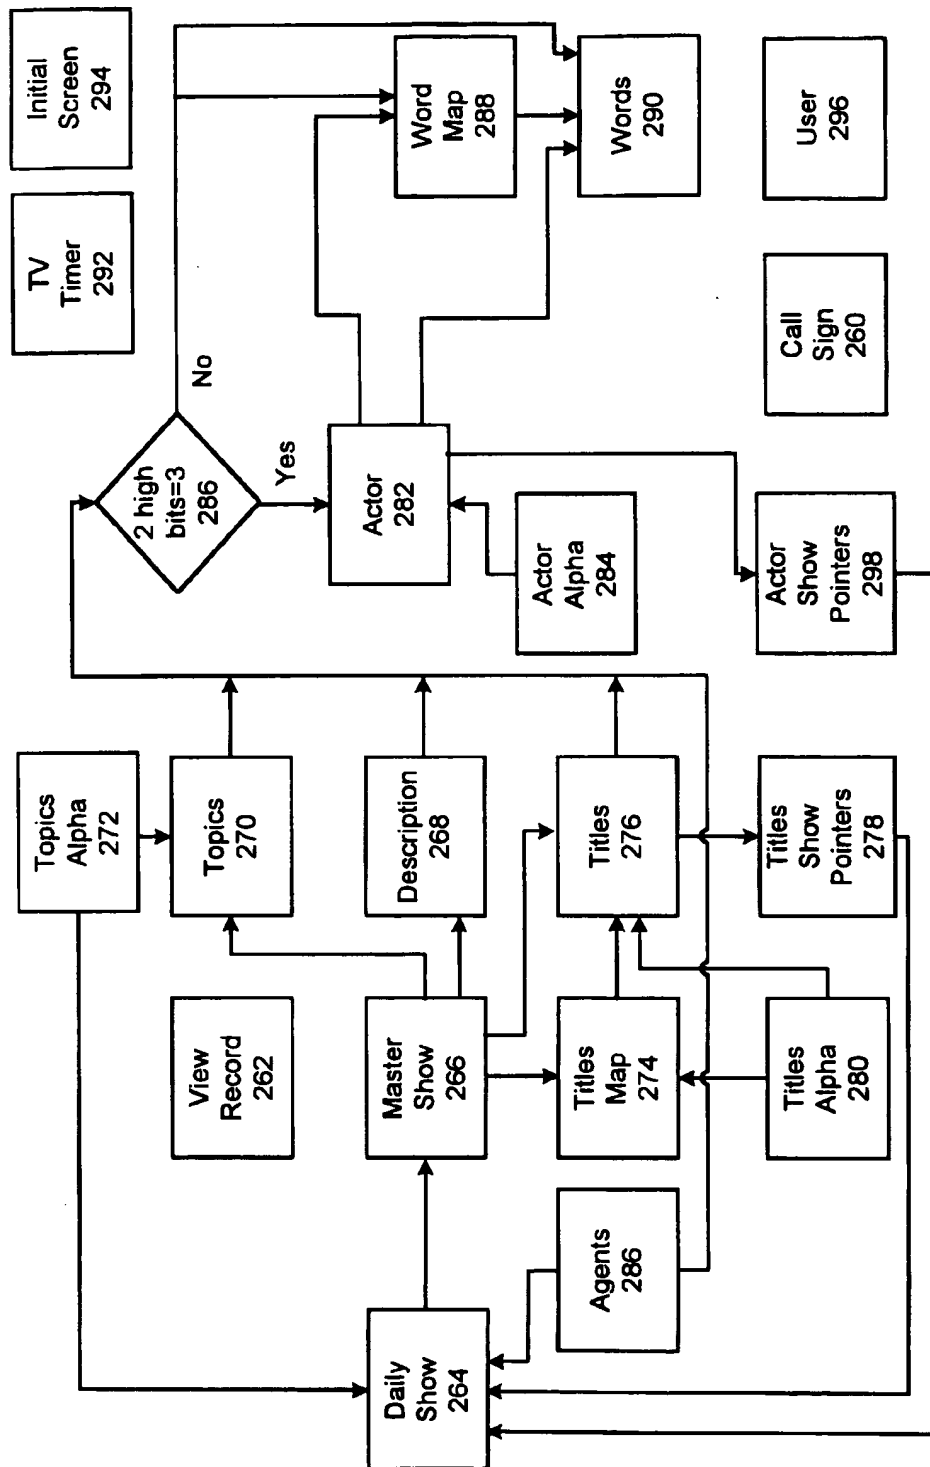 Topics
Alpha
272
TV
Timer
292
Initial
Screen
294
View
Record
262
Topics
270
2 high
bits=3
286
No
Yes
Daily
Show
264
Master
Show
266
Description
268
Actor
282
Word
Map
288
Agents
286
Titles
Map
274
Titles
276
Actor
Alpha
284
Words
290
Titles
Alpha
280
Titles
Show
Pointers
278
Actor
Show
Pointers
298
Call
Sign
260
User
296